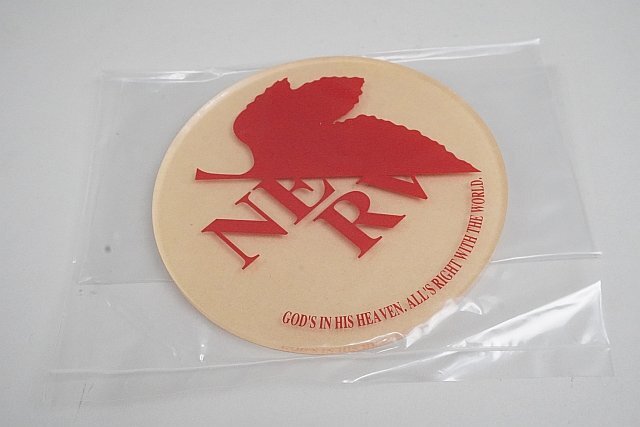 NERV
GOD'S IN HIS HEAVEN. ALL'S RIGHT WITH THE WORLD.